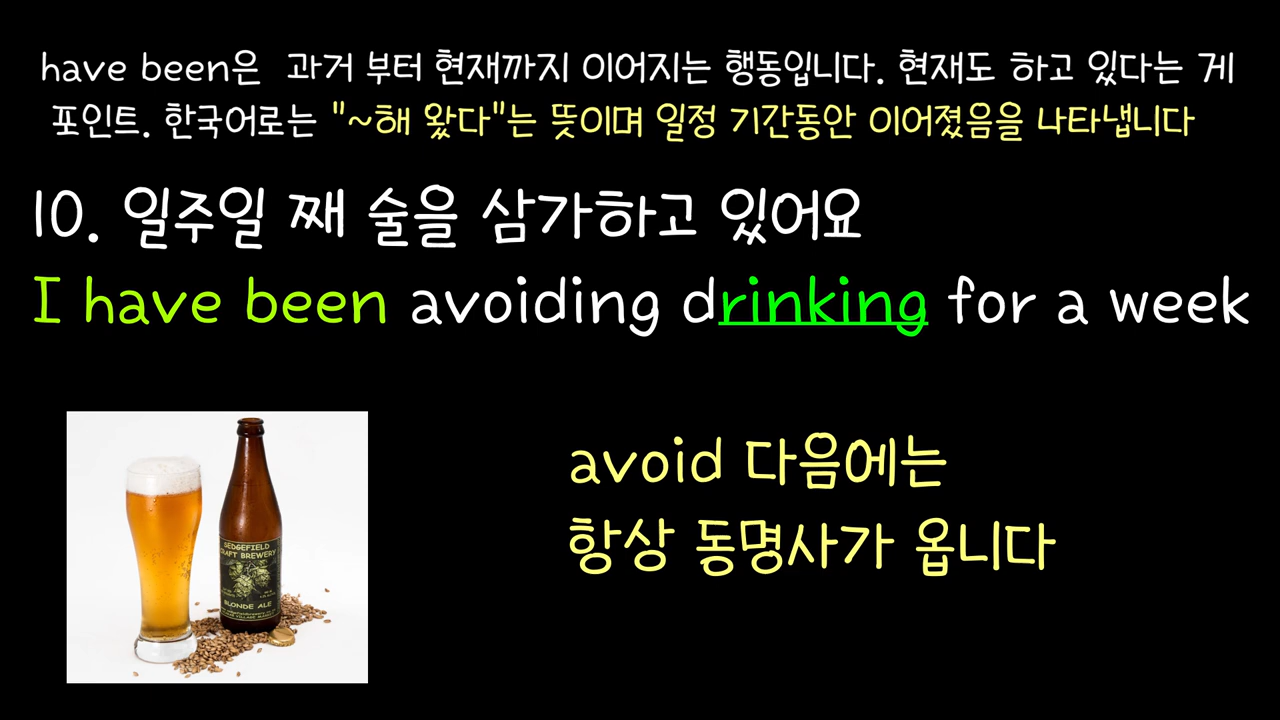 have been은 과거 부터 현재까지 이어지는 행동입니다. 현재도 하고 있다는 게
포인트. 한국어로는 "~해 왔다"는 뜻이며 일정 기간동안 이어졌음을 나타냅니다
10. 일주일 째 술을 삼가하고 있어요
I have been avoiding drinking for a week
avoid 다음에는
항상 동명사가 옵니다
SEDGEFIELD
CRAFT BREWERY
BLONDE ALE